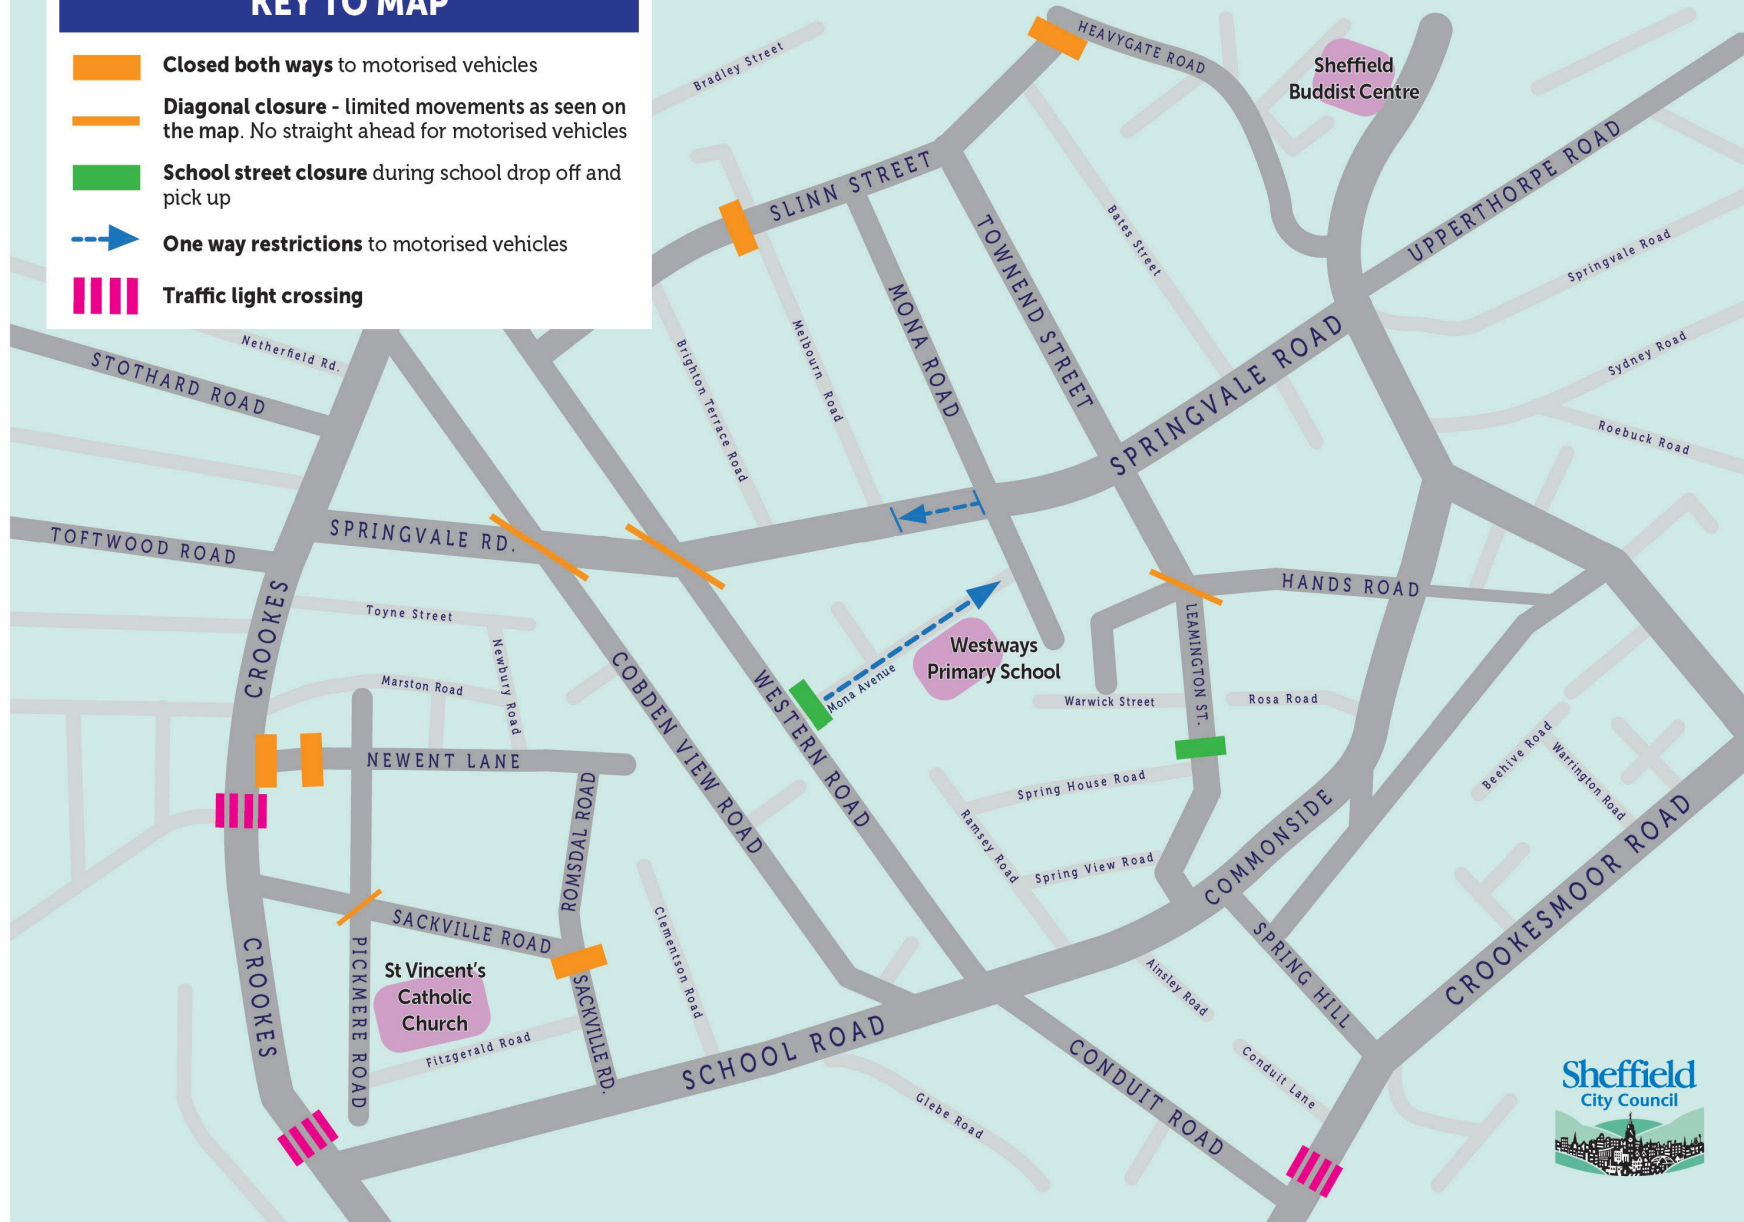 KEY TO MAP
Closed both ways to motorised vehicles
Diagonal closure - limited movements as seen on
the map. No straight ahead for motorised vehicles
School street closure during school drop off and
pick up
One way restrictions to motorised vehicles
Traffic light crossing
Bradley Street
HEAVYGATE ROAD
Sheffield
Buddist Centre
SLINN STREET
UPPERTHORPE ROAD
TOWNEND STREET
Bates Street
Springvale Road
MONA ROAD
Melbourn Road
Brighton Terrace Road
Netherfield Rd.
STOTHARD ROAD
SPRINGVALE ROAD
Sydney Road
Roebuck Road
TOFTWOOD ROAD
SPRINGVALE RD.
HANDS ROAD
CROOKES
Toyne Street
Newbury Road
Marston Road
COBDEN VIEW ROAD
WESTERN ROAD
Mona Avenue
Westways
Primary School
LEAMINGTON ST.
Warwick Street
Rosa Road
NEWENT LANE
ROMSDAL ROAD
Spring House Road
Ramsey Road
Spring View Road
Beehive Road
Warrington Road
COMMONSIDE
CROOKESMOOR ROAD
SACKVILLE ROAD
CROOKES
PICKMERE ROAD
St Vincent's
Catholic
Church
Fitzgerald Road
SACKVILLE RD.
Clementson Road
SCHOOL ROAD
Ainsley Road
SPRING HILL
Conduit Lane
CONDUIT ROAD
Glebe Road
Sheffield
City Council